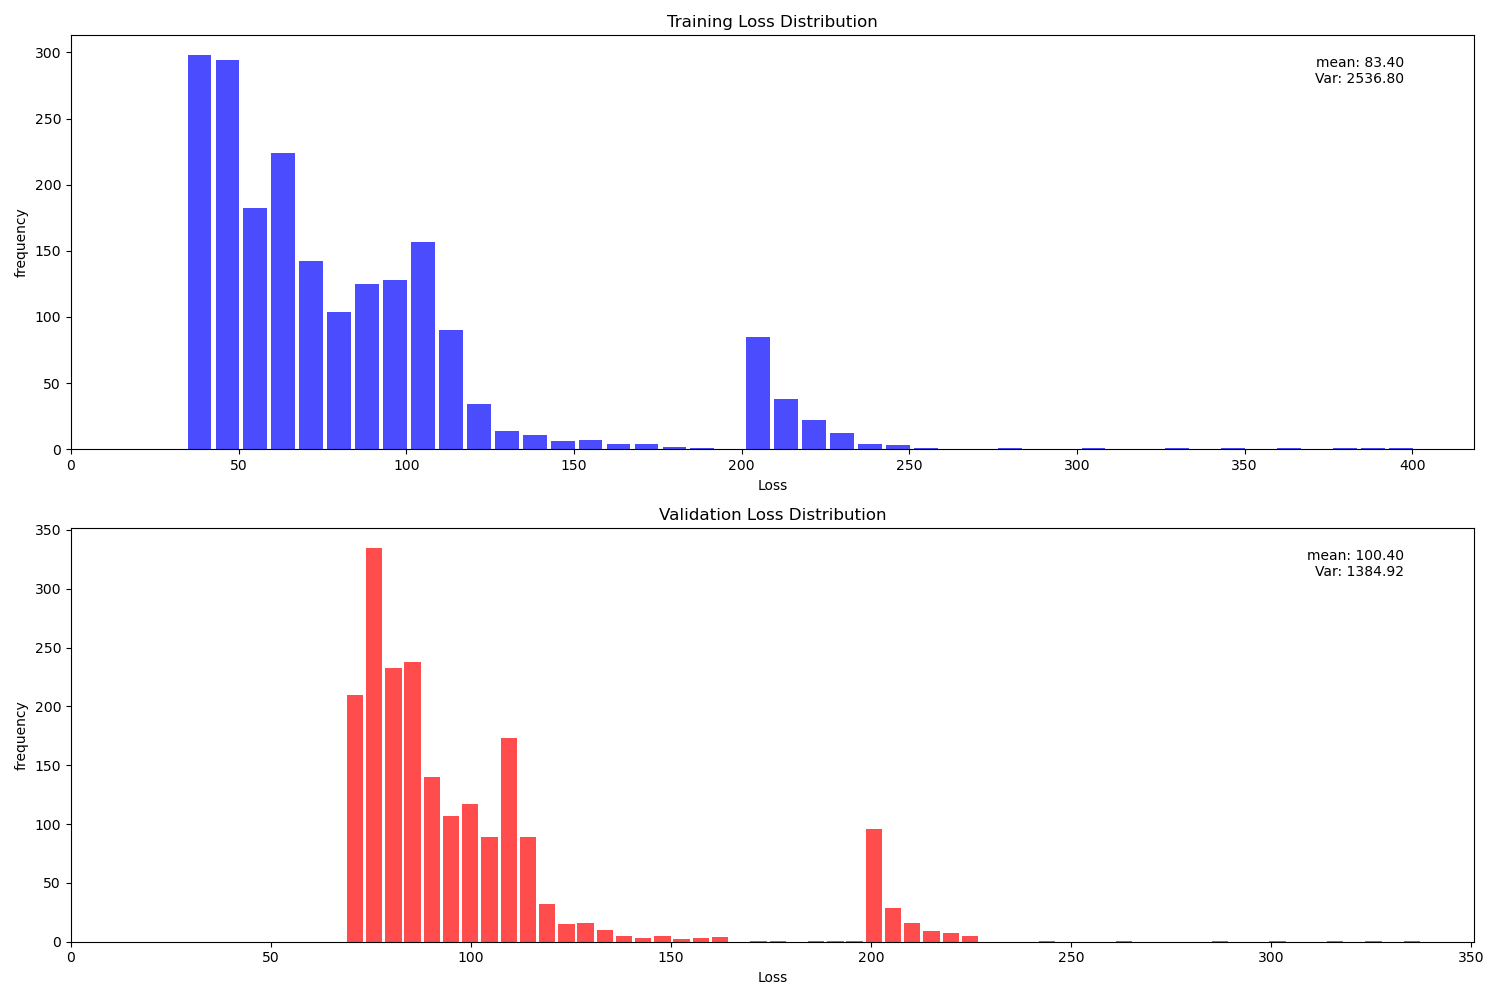 Training Loss Distribution
mean: 83.40
Var: 2536.80
300
250
200
150
100
50
0
frequency
0 50 100 150 200 250 300 350 400
Loss
Validation Loss Distribution
mean: 100.40
Var: 1384.92
350
300
250
200
150
100
50
0
frequency
0 50 100 150 200 250 300 350
Loss